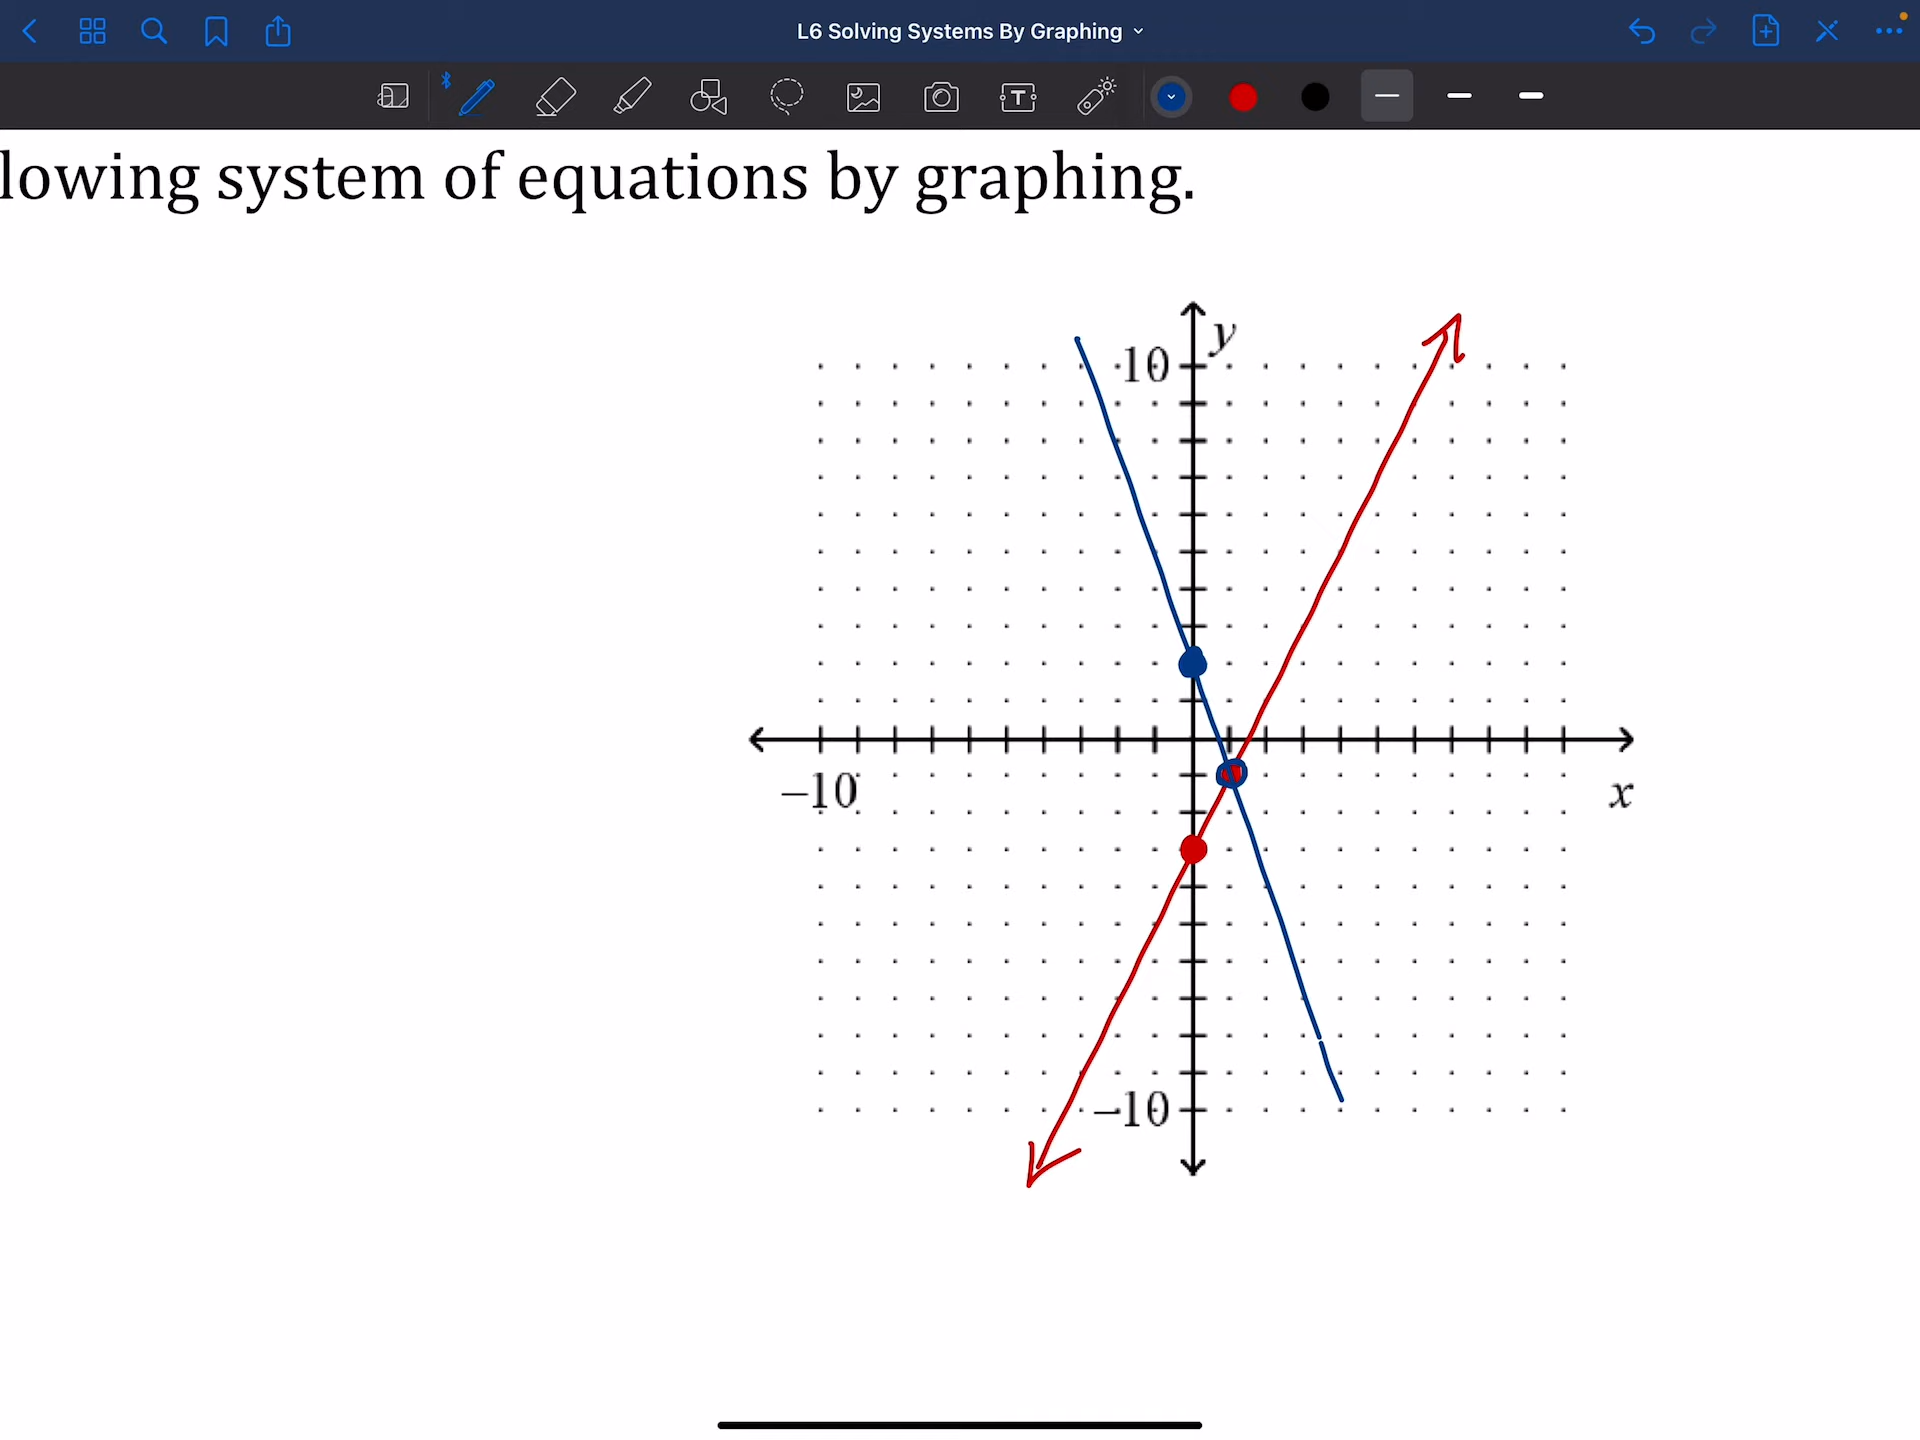 L6 Solving Systems By Graphing
T
lowing system of equations by graphing.
y
10
−10
x
−10